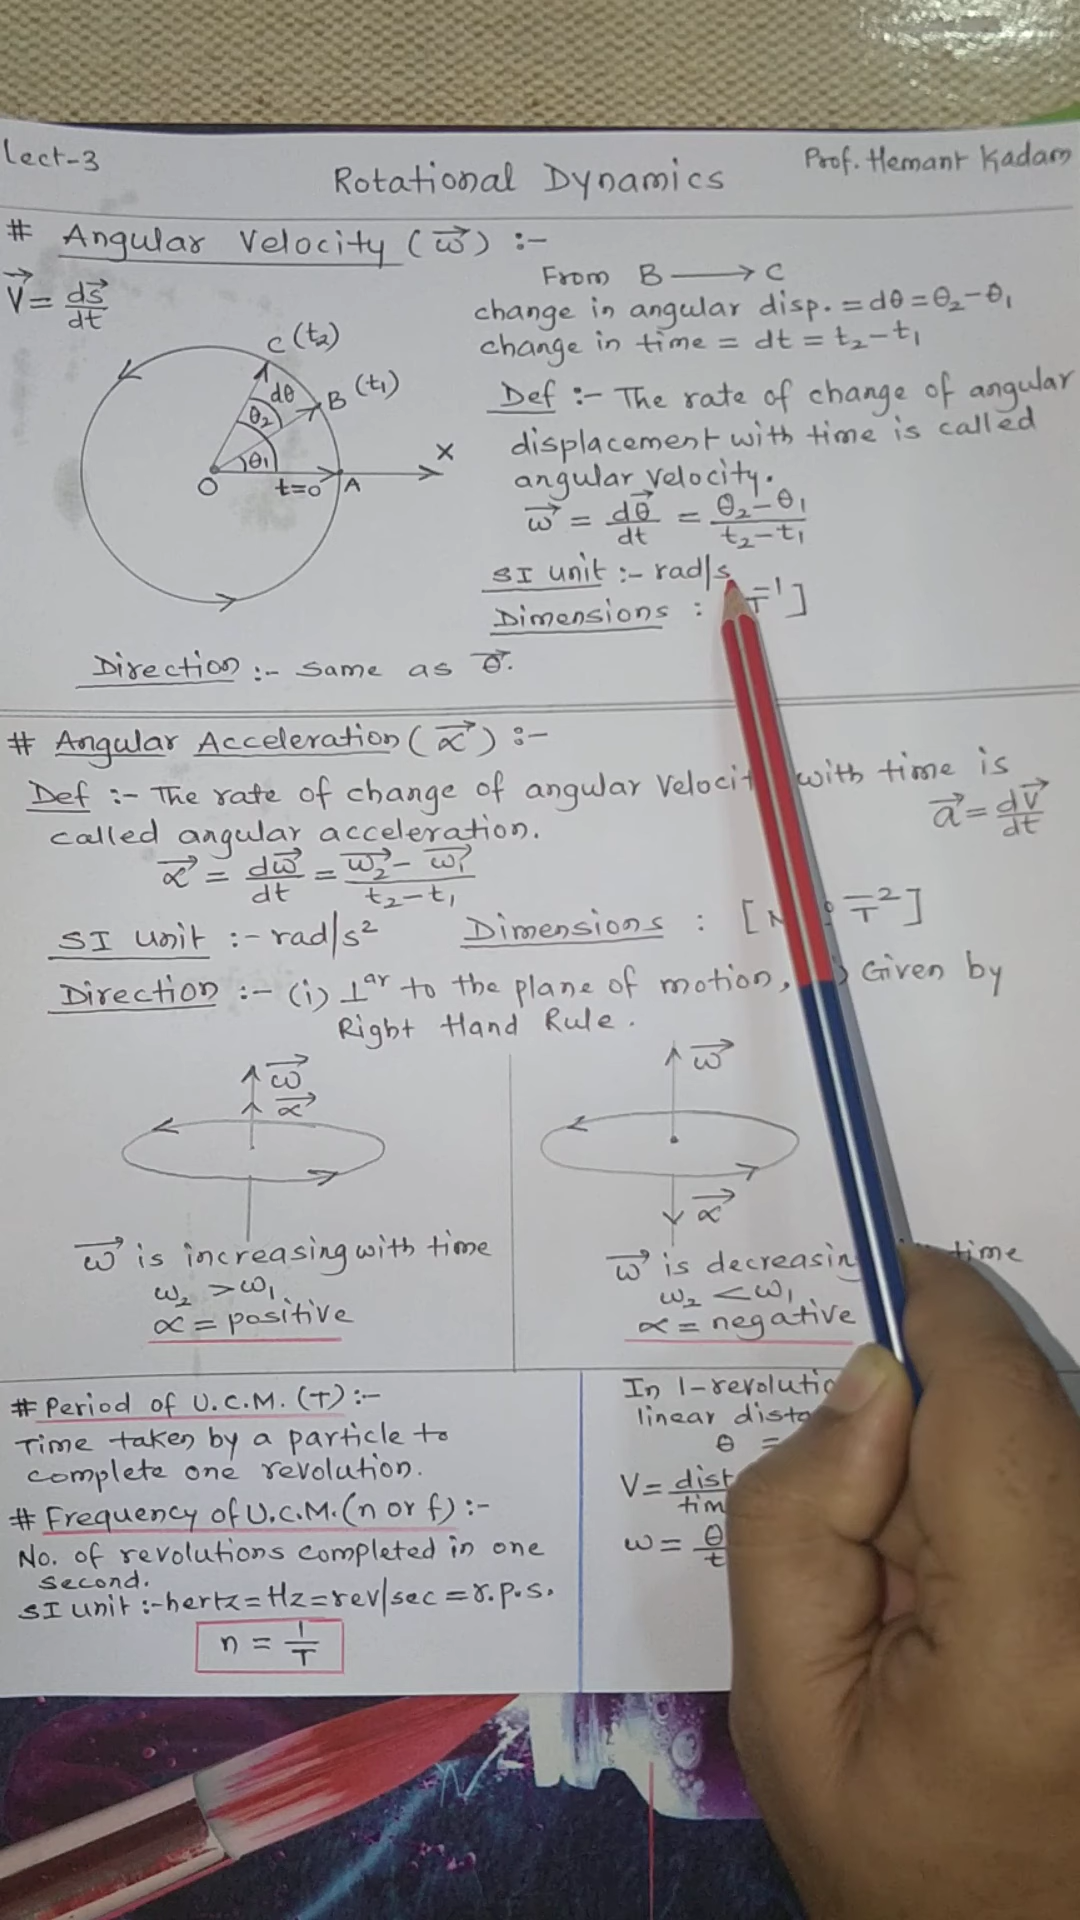 Lect-3
Rotational Dynamics
Prof. Hemant Kadam
# Angular Velocity (ω⃗) :-
V⃗ = ds⃗/dt
From B ⟶ C
change in angular disp. = dθ = θ₂-θ₁
change in time = dt = t₂-t₁
C (t₂)
dθ
B (t₁)
θ₂
θ₁
X
O
t=0
A
Def :- The rate of change of angular
displacement with time is called
angular velocity.
ω⃗ = dθ⃗/dt = θ₂-θ₁/t₂-t₁
SI unit :- rad/s
Dimensions : T⁻¹]
Direction :- same as θ⃗.
# Angular Acceleration (α⃗) :-
Def :- The rate of change of angular with time is
called angular acceleration.
a⃗ = dV⃗/dt
α⃗ = dω⃗/dt = ω₂⃗ - ω₁⃗/t₂-t₁
SI unit :- rad/s²
Dimensions : [ T⁻²]
Direction :- (i) ⊥ᵃʳ to the plane of motion, Given by
Right Hand Rule.
ω⃗
α⃗
ω⃗
α⃗
ω⃗ is increasing with time
ω₂ > ω₁
α = positive
ω⃗ is time
ω₂ < ω₁
α = negative
# Period of U.C.M. (T) :-
Time taken by a particle to
complete one revolution.
# Frequency of U.C.M. (n or f) :-
No. of revolutions completed in one
second.
SI unit :- hertz = Hz = rev/sec = r.p.s.
n = 1/T
In 1-
linear
θ =
V =
ω = θ/t